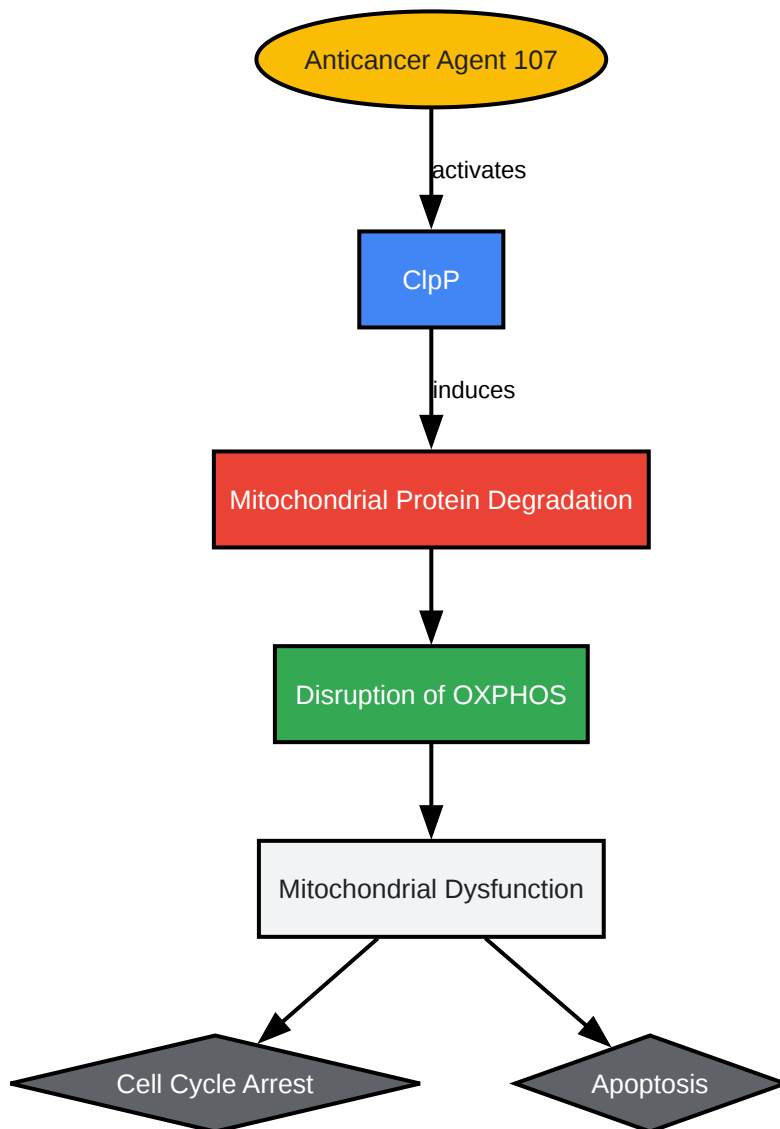 Anticancer Agent 107
activates
ClpP
induces
Mitochondrial Protein Degradation
Disruption of OXPHOS
Mitochondrial Dysfunction
Cell Cycle Arrest
Apoptosis